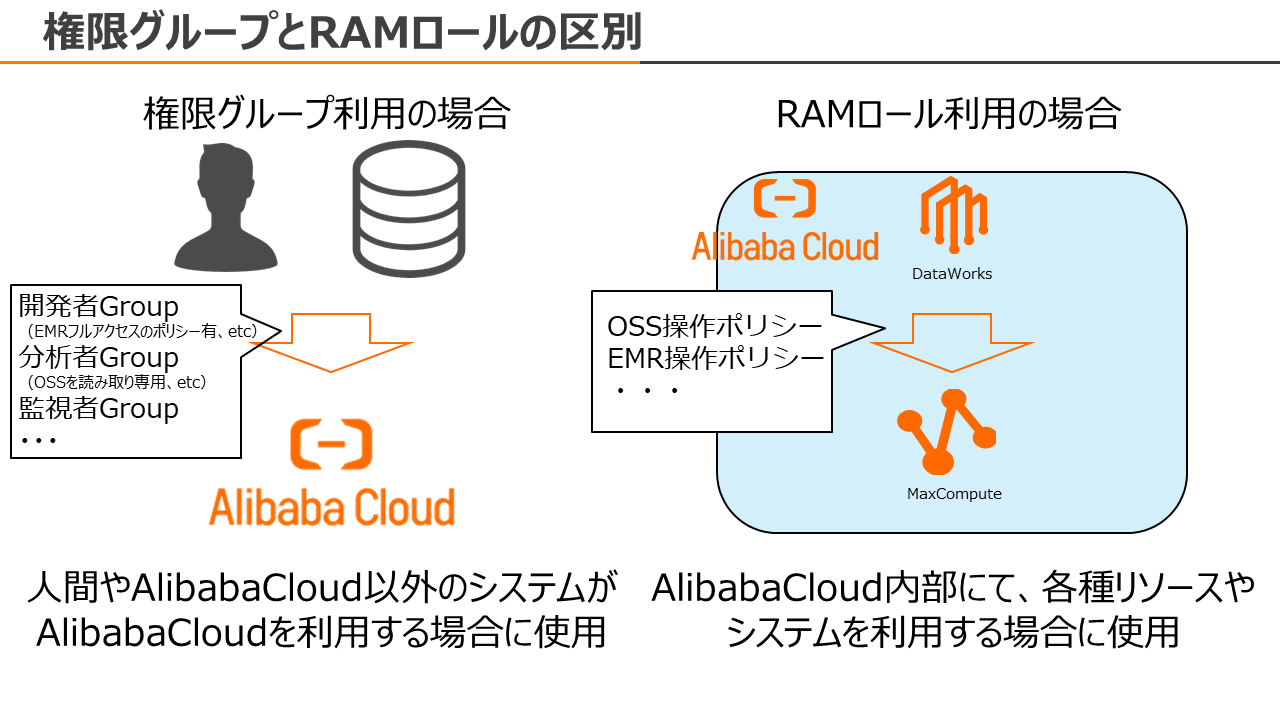 権限グループとRAMロールの区別
権限グループ利用の場合
開発者Group
（EMRフルアクセスのポリシー有、etc）
分析者Group
（OSSを読み取り専用、etc）
監視者Group
・・・
Alibaba Cloud
人間やAlibabaCloud以外のシステムが
AlibabaCloudを利用する場合に使用
RAMロール利用の場合
Alibaba Cloud
DataWorks
OSS操作ポリシー
EMR操作ポリシー
・・・
MaxCompute
AlibabaCloud内部にて、各種リソースや
システムを利用する場合に使用